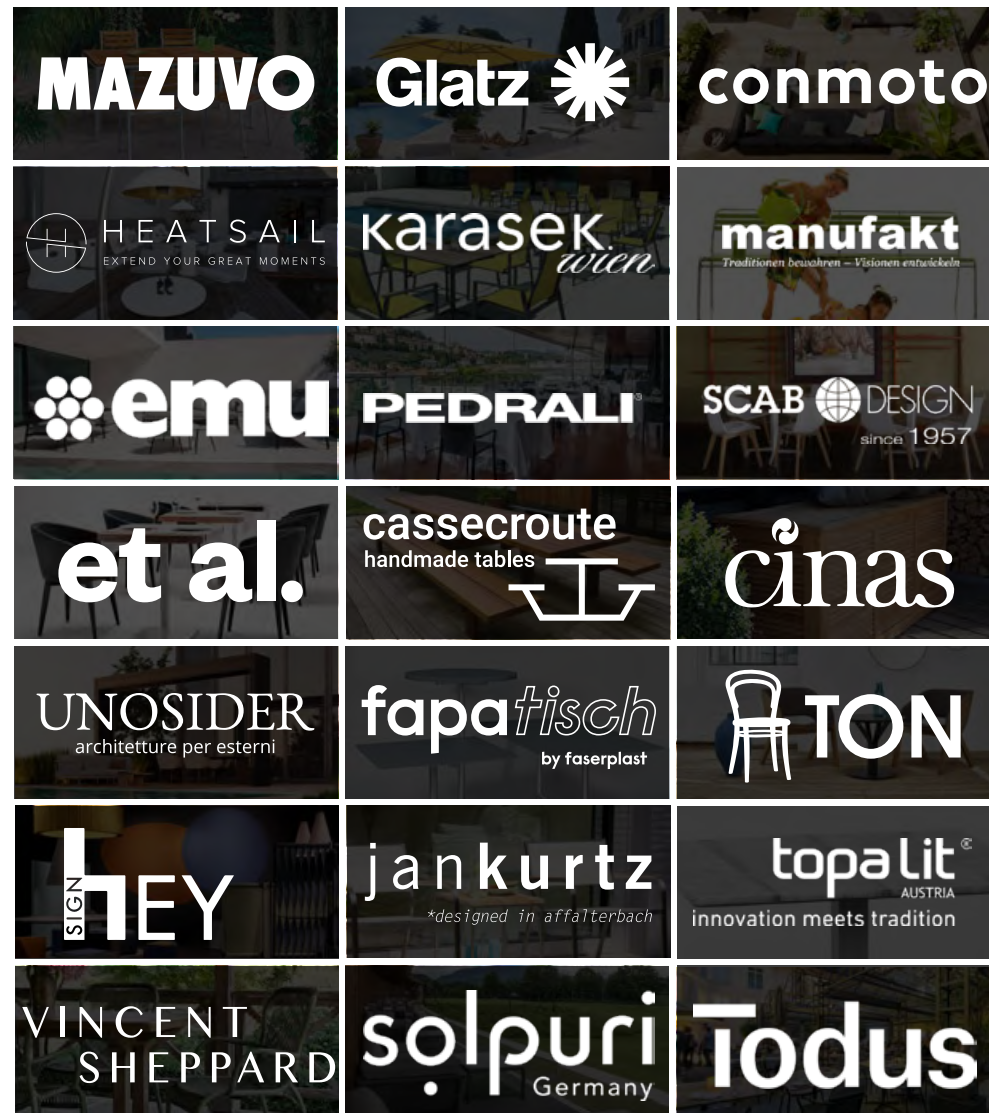 MAZUVO
Glatz
conmoto
HEATSAIL
EXTEND YOUR GREAT MOMENTS
karasek.
wien
manufakt
Traditionen bewahren – Visionen entwickeln
emu
PEDRALI®
SCAB DESIGN
since 1957
et al.
cassecroute
handmade tables
cinas
UNOSIDER
architetture per esterni
fapatisch
by faserplast
TON
SIGN
hEY
jankurtz
*designed in affalterbach
topalit
AUSTRIA
innovation meets tradition
VINCENT
SHEPPARD
solpuri
Germany
Todus